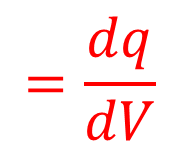 = dq/dV